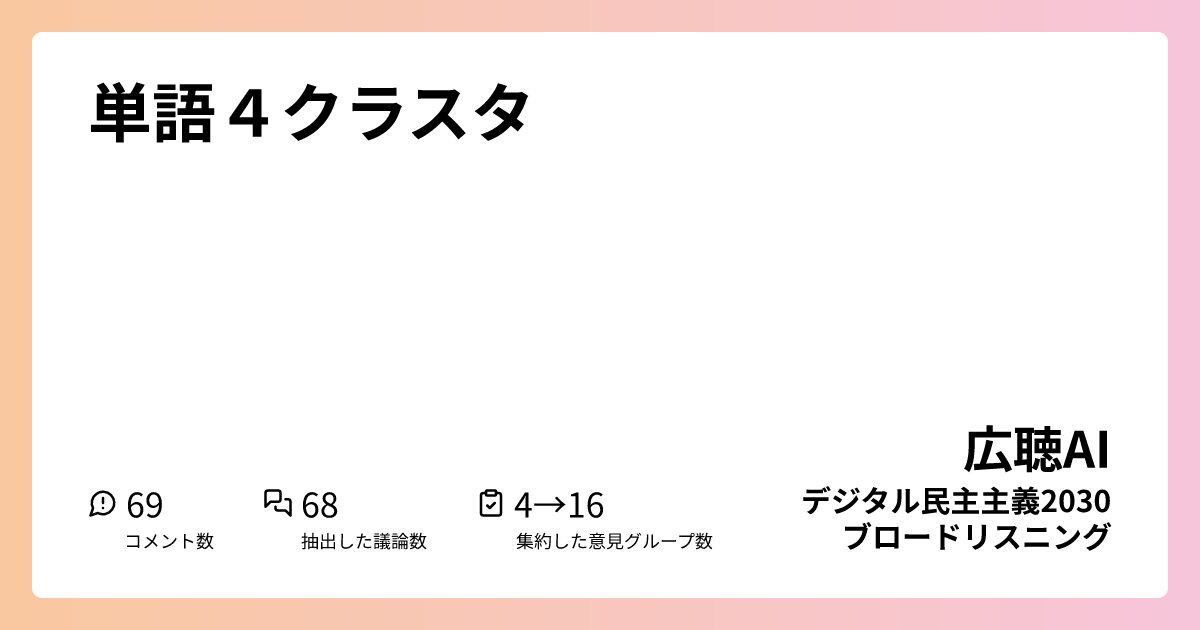 単語４クラスタ
69
コメント数
68
抽出した議論数
4→16
集約した意見グループ数
広聴AI
デジタル民主主義2030
ブロードリスニング